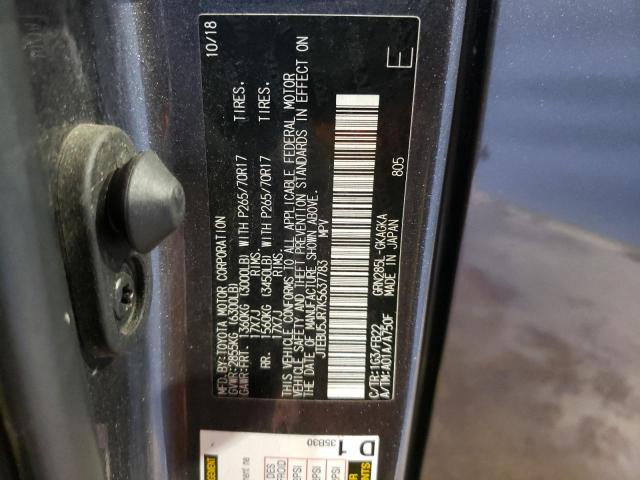 MFD.BY:TOYOTA MOTOR CORPORATION 10/18
GVWR:2855KG (6300LB)
GAWR:FRT. 1360KG (3000LB) WITH P265/70R17 TIRES.
17X7J RIMS
RR. 1560KG (3450LB) WITH P265/70R17 TIRES.
17X7J RIMS
THIS VEHICLE CONFORMS TO ALL APPLICABLE FEDERAL MOTOR
VEHICLE SAFETY AND THEFT PREVENTION STANDARDS IN EFFECT ON
THE DATE OF MANUFACTURE SHOWN ABOVE.
JTEBU5JR7K5637783 MPV
E
C/TR:1G3/FB22 GRN285L-GKAGKA 805
A/TM:A01A/A750F MADE IN JAPAN
D 1
35B30